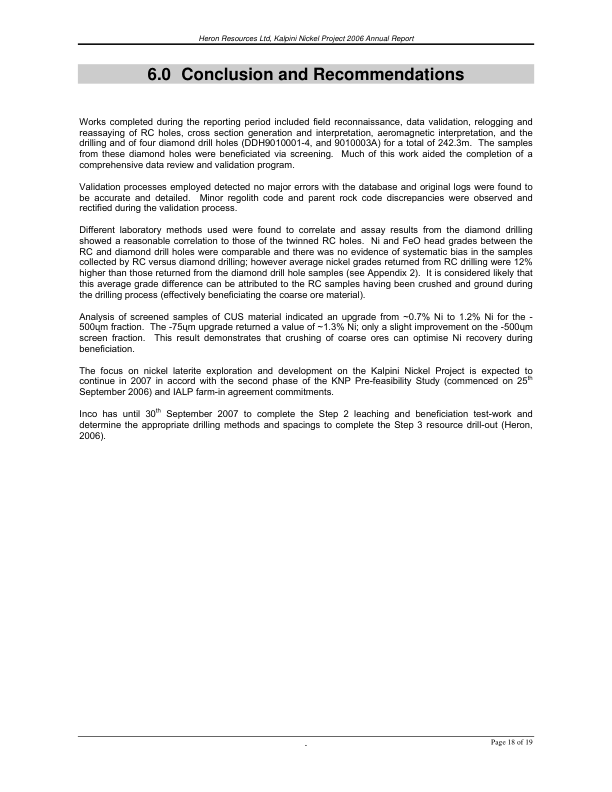 Heron Resources Ltd, Kalpini Nickel Project 2006 Annual Report
6.0 Conclusion and Recommendations
Works completed during the reporting period included field reconnaissance, data validation, relogging and
reassaying of RC holes, cross section generation and interpretation, aeromagnetic interpretation, and the
drilling and of four diamond drill holes (DDH9010001-4, and 9010003A) for a total of 242.3m. The samples
from these diamond holes were beneficiated via screening. Much of this work aided the completion of a
comprehensive data review and validation program.
Validation processes employed detected no major errors with the database and original logs were found to
be accurate and detailed. Minor regolith code and parent rock code discrepancies were observed and
rectified during the validation process.
Different laboratory methods used were found to correlate and assay results from the diamond drilling
showed a reasonable correlation to those of the twinned RC holes. Ni and FeO head grades between the
RC and diamond drill holes were comparable and there was no evidence of systematic bias in the samples
collected by RC versus diamond drilling; however average nickel grades returned from RC drilling were 12%
higher than those returned from the diamond drill hole samples (see Appendix 2). It is considered likely that
this average grade difference can be attributed to the RC samples having been crushed and ground during
the drilling process (effectively beneficiating the coarse ore material).
Analysis of screened samples of CUS material indicated an upgrade from ~0.7% Ni to 1.2% Ni for the -
500ųm fraction. The -75ųm upgrade returned a value of ~1.3% Ni; only a slight improvement on the -500ųm
screen fraction. This result demonstrates that crushing of coarse ores can optimise Ni recovery during
beneficiation.
The focus on nickel laterite exploration and development on the Kalpini Nickel Project is expected to
continue in 2007 in accord with the second phase of the KNP Pre-feasibility Study (commenced on 25th
September 2006) and IALP farm-in agreement commitments.
Inco has until 30th September 2007 to complete the Step 2 leaching and beneficiation test-work and
determine the appropriate drilling methods and spacings to complete the Step 3 resource drill-out (Heron,
2006).
-
Page 18 of 19